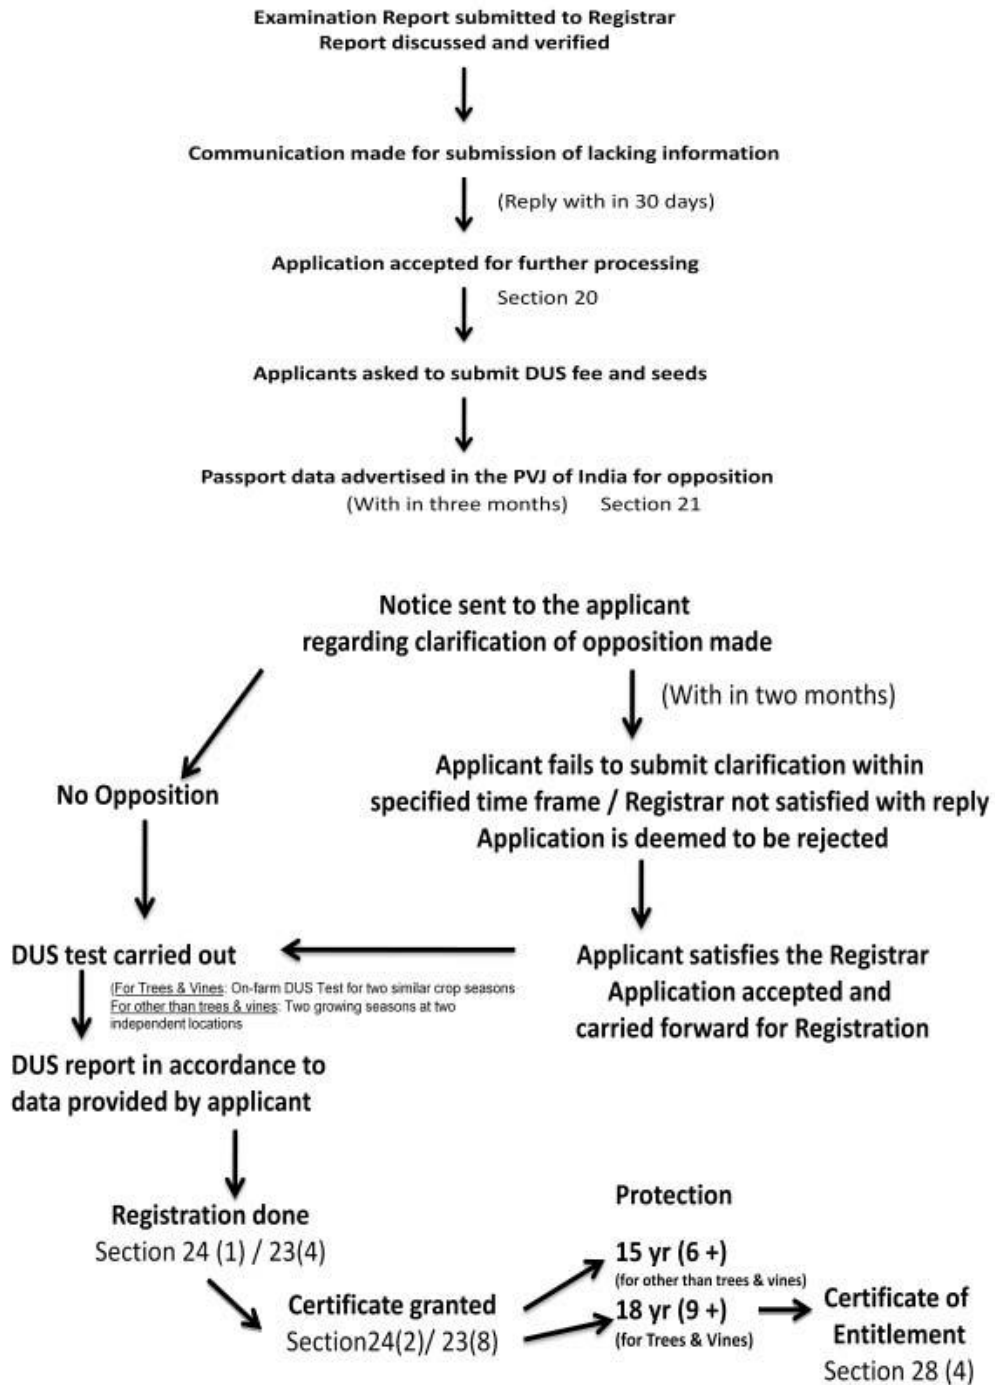 Examination Report submitted to Registrar
Report discussed and verified
Communication made for submission of lacking information
(Reply with in 30 days)
Application accepted for further processing
Section 20
Applicants asked to submit DUS fee and seeds
Passport data advertised in the PVJ of India for opposition
(With in three months) Section 21
Notice sent to the applicant
regarding clarification of opposition made
(With in two months)
No Opposition
Applicant fails to submit clarification within
specified time frame / Registrar not satisfied with reply
Application is deemed to be rejected
DUS test carried out
(For Trees & Vines: On-farm DUS Test for two similar crop seasons
For other than trees & vines: Two growing seasons at two
independent locations
Applicant satisfies the Registrar
Application accepted and
carried forward for Registration
DUS report in accordance to
data provided by applicant
Registration done
Section 24 (1) / 23(4)
Certificate granted
Section24(2)/ 23(8)
Protection
15 yr (6 +)
(for other than trees & vines)
18 yr (9 +)
(for Trees & Vines)
Certificate of
Entitlement
Section 28 (4)